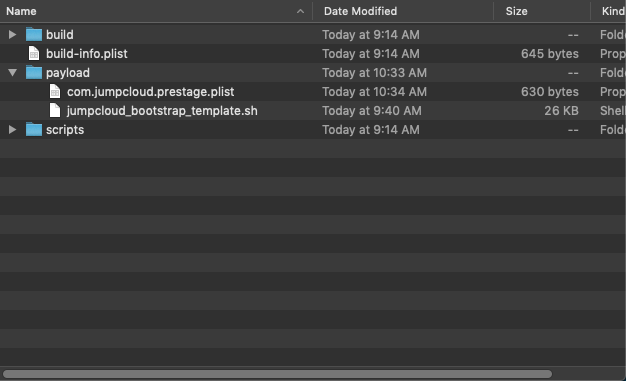 Name Date Modified Size Kind
build Today at 9:14 AM -- Folde
build-info.plist Today at 9:14 AM 645 bytes Prop
payload Today at 10:33 AM -- Folde
com.jumpcloud.prestage.plist Today at 10:34 AM 630 bytes Prop
jumpcloud_bootstrap_template.sh Today at 9:40 AM 26 KB Shell
scripts Today at 9:14 AM -- Folde